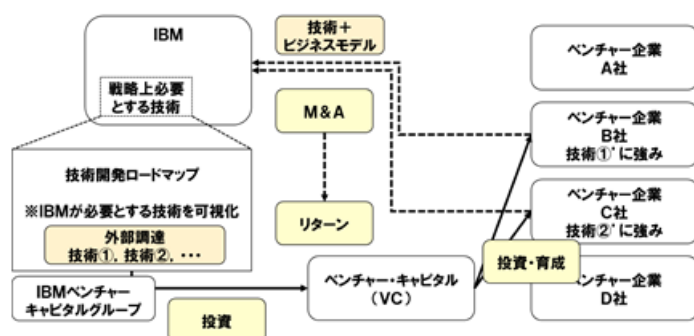 IBM
戦略上必要
とする技術
技術＋
ビジネスモデル
M＆A
リターン
技術開発ロードマップ
※IBMが必要とする技術を可視化
外部調達
技術①，技術②，・・・
IBMベンチャー
キャピタルグループ
投資
ベンチャー・キャピタル
（VC）
投資・育成
ベンチャー企業
A社
ベンチャー企業
B社
技術①’に強み
ベンチャー企業
C社
技術②’に強み
ベンチャー企業
D社